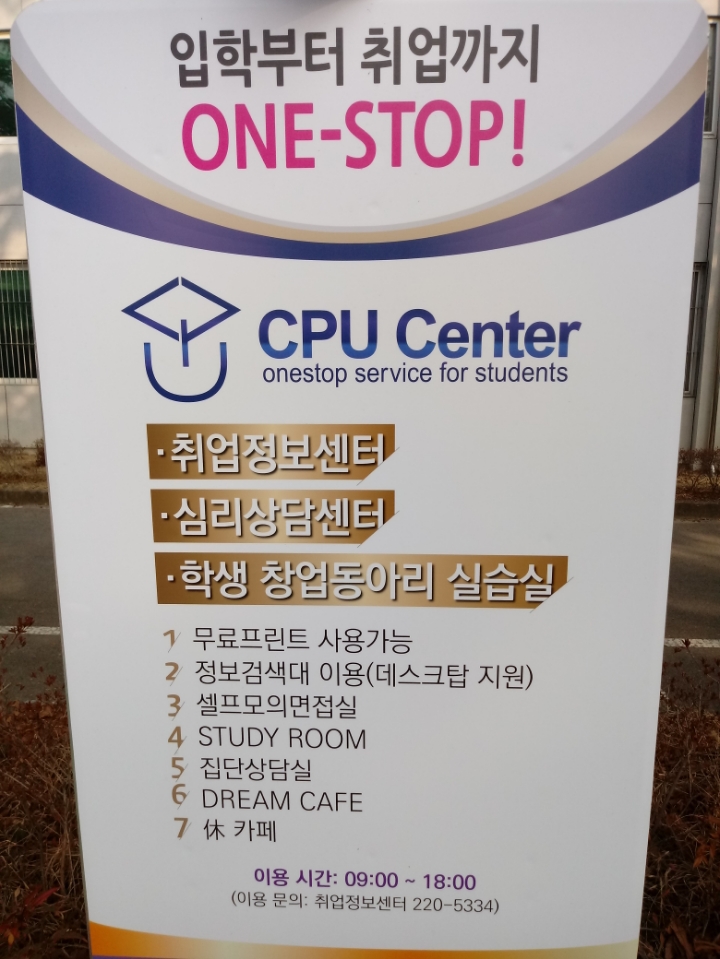 입학부터 취업까지
ONE-STOP!
CPU Center
onestop service for students
·취업정보센터
·심리상담센터
·학생 창업동아리 실습실
1 무료프린트 사용가능
2 정보검색대 이용(데스크탑 지원)
3 셀프모의면접실
4 STUDY ROOM
5 집단상담실
6 DREAM CAFE
7 休 카페
이용 시간: 09:00 ~ 18:00
(이용 문의: 취업정보센터 220-5334)